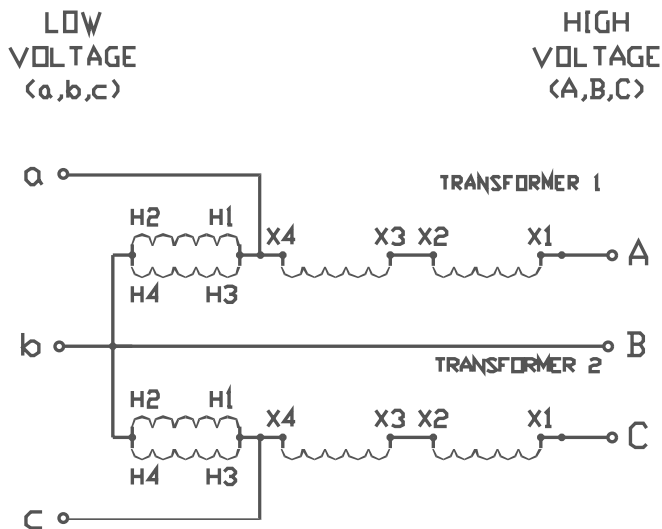 LOW
VOLTAGE
(a,b,c)
HIGH
VOLTAGE
(A,B,C)
a
TRANSFORMER 1
H2 H1
X4 X3 X2 X1
A
H4 H3
b
B
TRANSFORMER 2
H2 H1
X4 X3 X2 X1
C
H4 H3
c